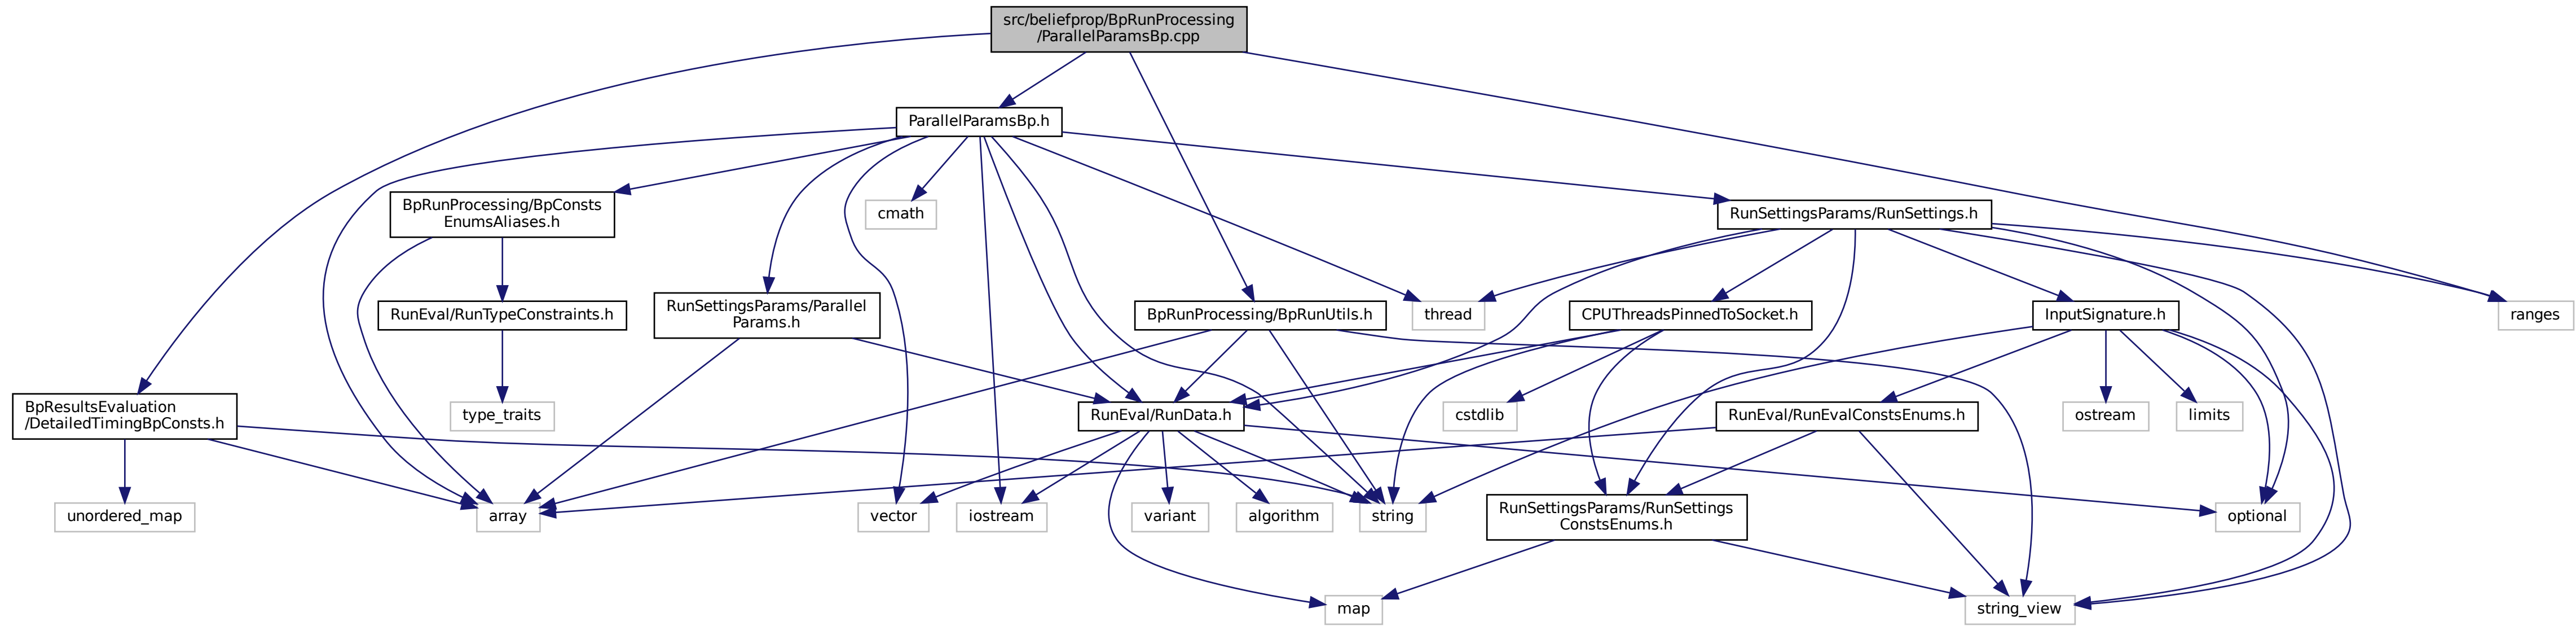 src/beliefprop/BpRunProcessing
/ParallelParamsBp.cpp
ParallelParamsBp.h
BpRunProcessing/BpConsts
EnumsAliases.h
cmath
RunSettingsParams/RunSettings.h
RunEval/RunTypeConstraints.h
RunSettingsParams/Parallel
Params.h
BpRunProcessing/BpRunUtils.h
thread
CPUThreadsPinnedToSocket.h
InputSignature.h
ranges
BpResultsEvaluation
/DetailedTimingBpConsts.h
type_traits
RunEval/RunData.h
cstdlib
RunEval/RunEvalConstsEnums.h
ostream
limits
unordered_map
array
vector
iostream
variant
algorithm
string
RunSettingsParams/RunSettings
ConstsEnums.h
optional
map
string_view